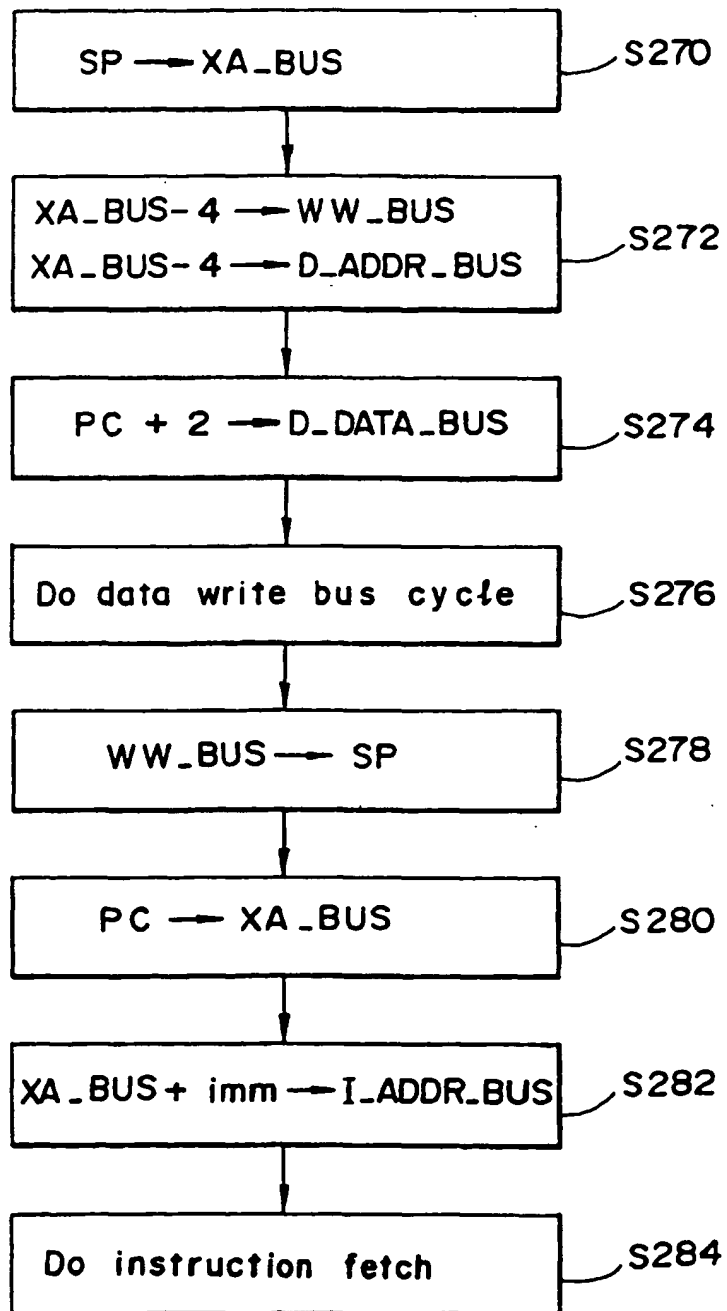 SP → XA_BUS
S270
XA_BUS-4 → WW_BUS
XA_BUS-4 → D_ADDR_BUS
S272
PC + 2 → D_DATA_BUS
S274
Do data write bus cycle
S276
WW_BUS → SP
S278
PC → XA_BUS
S280
XA_BUS + imm → I_ADDR_BUS
S282
Do instruction fetch
S284